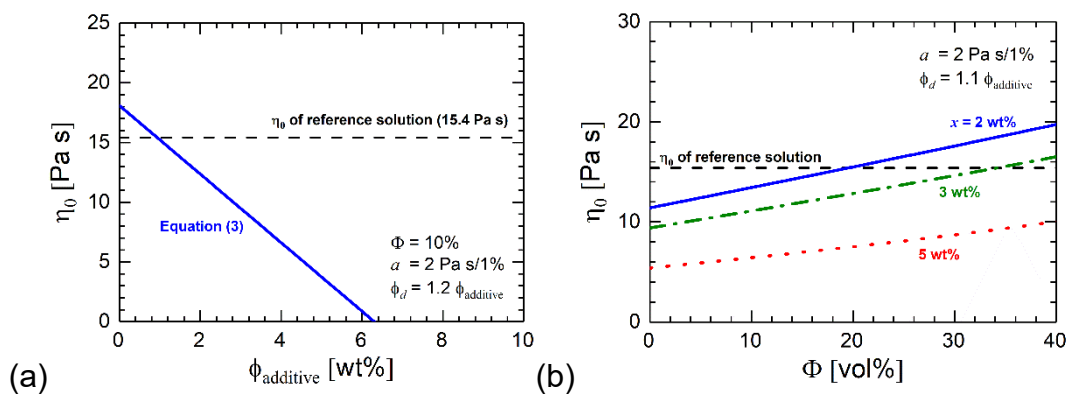 25
20
15
10
5
0
η₀ [Pa s]
η₀ of reference solution (15.4 Pa s)
Equation (3)
Φ = 10%
a = 2 Pa s/1%
ϕd = 1.2 ϕadditive
0 2 4 6 8 10
ϕadditive [wt%]
(a)
30
20
10
0
η₀ [Pa s]
a = 2 Pa s/1%
ϕd = 1.1 ϕadditive
x = 2 wt%
η₀ of reference solution
3 wt%
5 wt%
0 10 20 30 40
Φ [vol%]
(b)